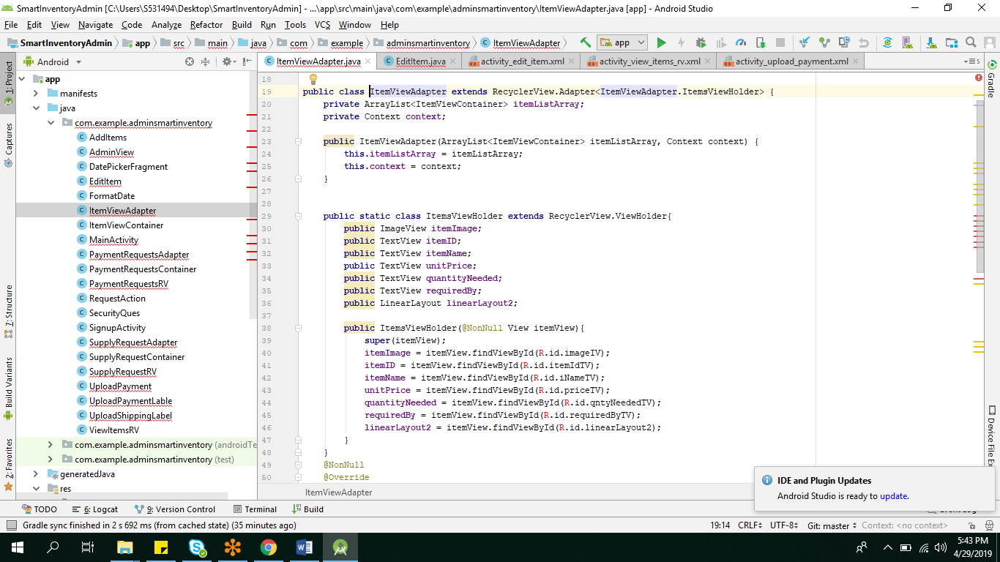 SmartInventoryAdmin [C:\Users\S531494\Desktop\SmartInventoryAdmin] - ...\app\src\main\java\com\example\adminsmartinventory\ItemViewAdapter.java [app] - Android Studio
File Edit View Navigate Code Analyze Refactor Build Run Tools VCS Window Help
SmartInventoryAdmin app src main java com example adminsmartinventory ItemViewAdapter app
Android
ItemViewAdapter.java EditItem.java activity_edit_item.xml activity_view_items_rv.xml activity_upload_payment.xml 5
1: Project
Captures
7: Structure
Build Variants
2: Favorites
app
manifests
java
com.example.adminsmartinventory
AddItems
AdminView
DatePickerFragment
EditItem
FormatDate
ItemViewAdapter
ItemViewContainer
MainActivity
PaymentRequestsAdapter
PaymentRequestsContainer
PaymentRequestsRV
RequestAction
SecurityQues
SignupActivity
SupplyRequestAdapter
SupplyRequestContainer
SupplyRequestRV
UploadPayment
UploadPaymentLable
UploadShippingLabel
ViewItemsRV
com.example.adminsmartinventory (androidTe
com.example.adminsmartinventory (test)
generatedJava
res
18
19 public class ItemViewAdapter extends RecyclerView.Adapter<ItemViewAdapter.ItemsViewHolder> {
20 private ArrayList<ItemViewContainer> itemListArray;
21 private Context context;
22
23 public ItemViewAdapter(ArrayList<ItemViewContainer> itemListArray, Context context) {
24 this.itemListArray = itemListArray;
25 this.context = context;
26 }
27
28
29 public static class ItemsViewHolder extends RecyclerView.ViewHolder{
30 public ImageView itemImage;
31 public TextView itemID;
32 public TextView itemName;
33 public TextView unitPrice;
34 public TextView quantityNeeded;
35 public TextView requiredBy;
36 public LinearLayout linearLayout2;
37
38 public ItemsViewHolder(@NonNull View itemView){
39 super(itemView);
40 itemImage = itemView.findViewById(R.id.imageIV);
41 itemID = itemView.findViewById(R.id.itemIdTV);
42 itemName = itemView.findViewById(R.id.iNameTV);
43 unitPrice = itemView.findViewById(R.id.priceTV);
44 quantityNeeded = itemView.findViewById(R.id.qntyNeededTV);
45 requiredBy = itemView.findViewById(R.id.requiredByTV);
46 linearLayout2 = itemView.findViewById(R.id.linearLayout2);
47 }
48 }
49 @NonNull
50 @Override
ItemViewAdapter
Gradle
Device File Ex
IDE and Plugin Updates
Android Studio is ready to update.
TODO 6: Logcat 9: Version Control Terminal Build
Gradle sync finished in 2 s 692 ms (from cached state) (35 minutes ago) 19:14 CRLF UTF-8 Git: master Context: <no context>
5:43 PM
4/29/2019